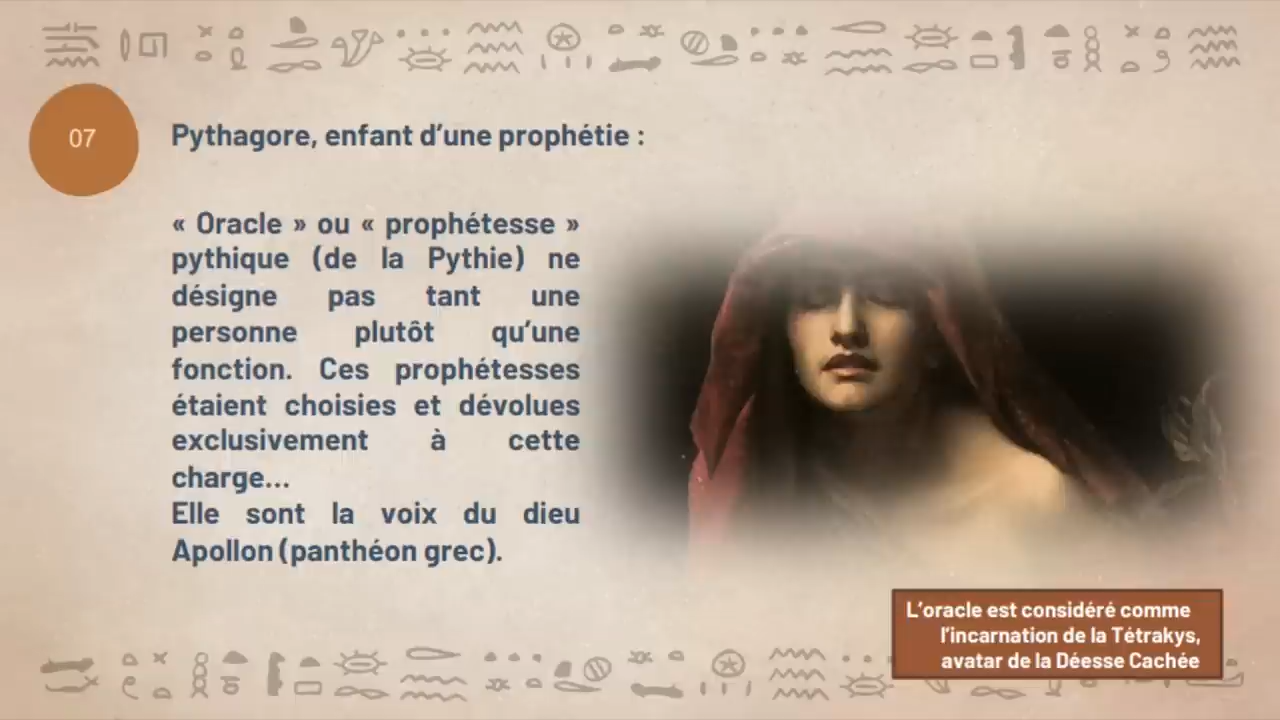 07
Pythagore, enfant d’une prophétie :
« Oracle » ou « prophétesse »
pythique (de la Pythie) ne
désigne pas tant une
personne plutôt qu’une
fonction. Ces prophétesses
étaient choisies et dévolues
exclusivement à cette
charge...
Elle sont la voix du dieu
Apollon (panthéon grec).
L’oracle est considéré comme
l’incarnation de la Tétrakys,
avatar de la Déesse Cachée